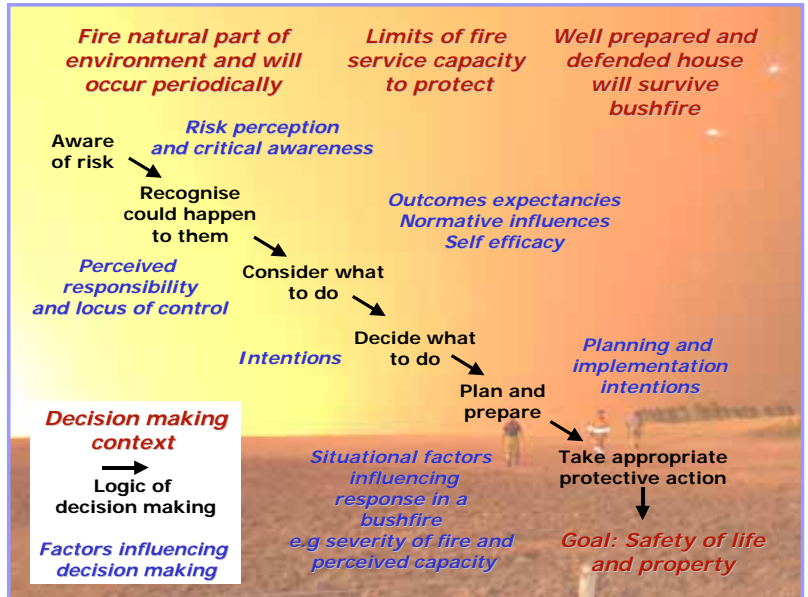 Fire natural part of
environment and will
occur periodically
Limits of fire
service capacity
to protect
Well prepared and
defended house
will survive
bushfire
Risk perception
and critical awareness
Aware
of risk
Recognise
could happen
to them
Outcomes expectancies
Normative influences
Self efficacy
Perceived
responsibility
and locus of control
Consider what
to do
Intentions
Decide what
to do
Planning and
implementation
intentions
Plan and
prepare
Decision making
context
Logic of
decision making
Factors influencing
decision making
Situational factors
influencing
response in a
bushfire
e.g severity of fire and
perceived capacity
Take appropriate
protective action
Goal: Safety of life
and property